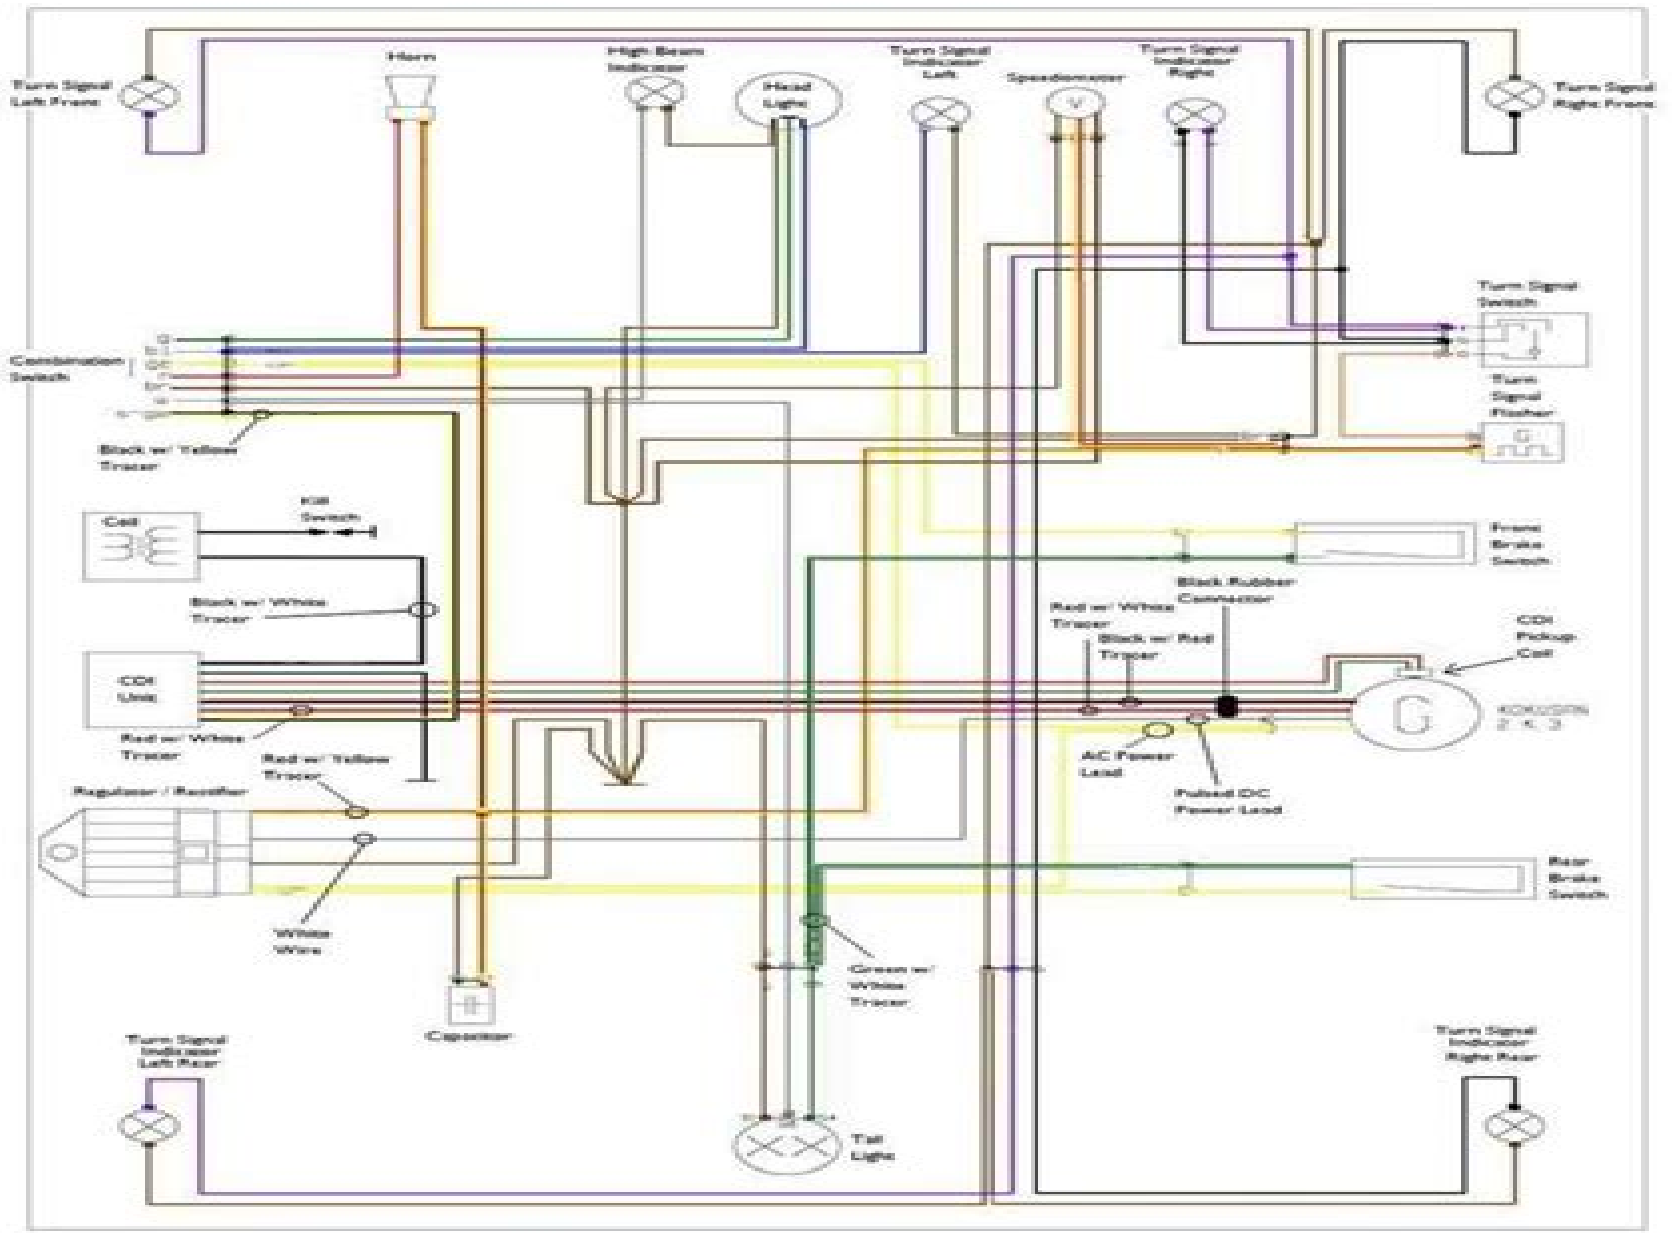 Turn Signal
Left Front
Horn
High Beam
Indicator
Head
Light
Turn Signal
Indicator
Left
Speedometer
V
Turn Signal
Indicator
Right
Turn Signal
Right Front
Turn Signal
Switch
Combination
Switch
Turn
Signal
Flasher
Black w/ Yellow
Tracer
Coil
Kill
Switch
Front
Brake
Switch
Black w/ White
Tracer
Black Rubber
Connector
Red w/ White
Tracer
Black w/ Red
Tracer
CDI
Pickup
Coil
CDI
Unit
G
KOKUSAN
Red w/ White
Tracer
Red w/ Yellow
Tracer
AC Power
Lead
Pulsed DC
Power Lead
Regulator / Rectifier
Rear
Brake
Switch
White
Wire
Green w/
White
Tracer
Capacitor
Turn Signal
Indicator
Left Rear
Turn Signal
Indicator
Right Rear
Tail
Light